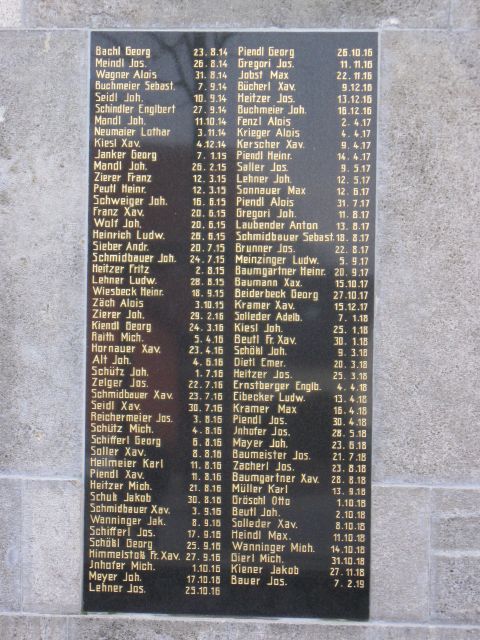 Bachl Georg 23.8.14
Meindl Jos. 26.8.14
Wagner Alois 31.8.14
Buchmeier Sebast. 7.9.14
Seidl Joh. 10.9.14
Schindler Englbert 27.9.14
Mandl Joh. 11.10.14
Neumaier Lothar 3.11.14
Kiesl Xav. 4.12.14
Janker Georg 7.1.15
Mandl Joh. 26.2.15
Zierer Franz 12.3.15
Peutl Heinr. 12.3.15
Schweiger Joh. 16.6.15
Franz Xav. 20.6.15
Wolf Joh. 20.6.15
Heinrich Ludw. 26.6.15
Sieber Andr. 20.7.15
Schmidbauer Joh. 24.7.15
Heitzer Fritz 2.8.15
Lehner Ludw. 28.8.15
Wiesbeck Heinr. 18.9.15
Zäch Alois 3.10.15
Zierer Joh. 29.2.16
Kiendl Georg 24.3.16
Raith Mich. 5.4.16
Hornauer Xav. 23.4.16
Alt Joh. 4.6.16
Schütz Joh. 1.7.16
Zelger Jos. 22.7.16
Schmidbauer Xav. 23.7.16
Seidl Xav. 30.7.16
Reichermeier Jos. 3.8.16
Schütz Mich. 4.8.16
Schifferl Georg 6.8.16
Soller Xav. 8.8.16
Heilmeier Karl 11.8.16
Piendl Xav. 11.8.16
Heitzer Mich. 21.8.16
Schuk Jakob 30.8.16
Schmidbauer Xav. 3.9.16
Wanninger Jak. 8.9.16
Schifferl Jos. 17.9.16
Schökl Georg 25.9.16
Himmelstoß Fr. Xav. 27.9.16
Jnhofer Mich. 1.10.16
Meyer Joh. 17.10.16
Lehner Jos. 25.10.16
Piendl Georg 26.10.16
Gregori Jos. 11.11.16
Jobst Max 22.11.16
Bücherl Xav. 9.12.16
Heitzer Jos. 13.12.16
Buchmeier Joh. 16.12.16
Fenzl Alois 2.4.17
Krieger Alois 4.4.17
Kerscher Xav. 9.4.17
Piendl Heinr. 14.4.17
Saller Jos. 9.5.17
Lehner Joh. 12.5.17
Sonnauer Max 12.6.17
Piendl Alois 31.7.17
Gregori Joh. 11.8.17
Laubender Anton 13.8.17
Schmidbauer Sebast. 18.8.17
Brunner Jos. 22.8.17
Meinzinger Ludw. 5.9.17
Baumgartner Heinr. 20.9.17
Baumann Xax. 15.10.17
Beiderbeck Georg 27.10.17
Kramer Xav. 15.12.17
Solleder Adelb. 7.1.18
Kiesl Joh. 25.1.18
Beutl Fr. Xav. 30.1.18
Schökl Joh. 9.3.18
Dietl Emer. 20.3.18
Heitzer Jos. 25.3.18
Ernstberger Englb. 4.4.18
Eibecker Ludw. 13.4.18
Kramer Max 16.4.18
Piendl Jos. 30.4.18
Jnhofer Jos. 28.5.18
Mayer Joh. 23.6.18
Baumeister Jos. 21.7.18
Zacherl Jos. 23.8.18
Baumgartner Xav. 28.8.18
Müller Karl 13.9.18
Gröschl Otto 1.10.18
Beutl Joh. 2.10.18
Solleder Xav. 8.10.18
Heindl Max. 11.10.18
Wanninger Mich. 14.10.18
Dierl Mich. 31.10.18
Kiener Jakob 27.11.18
Bauer Jos. 7.2.19